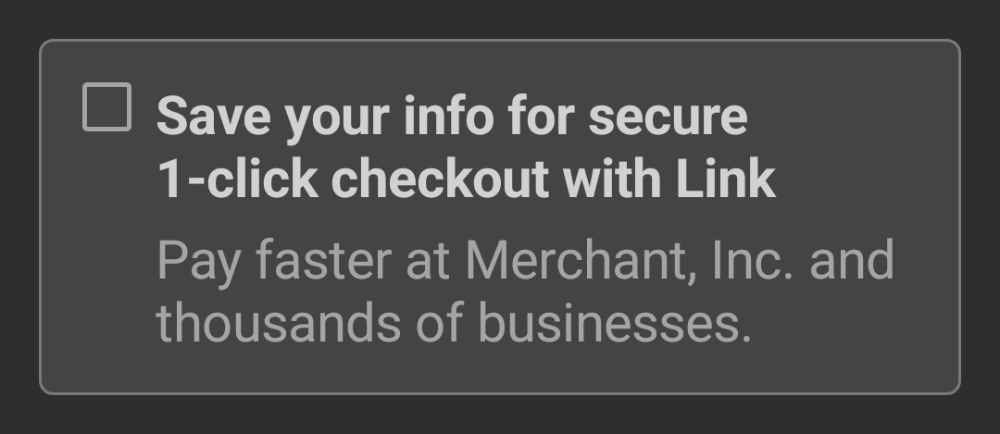 Save your info for secure
1-click checkout with Link
Pay faster at Merchant, Inc. and
thousands of businesses.